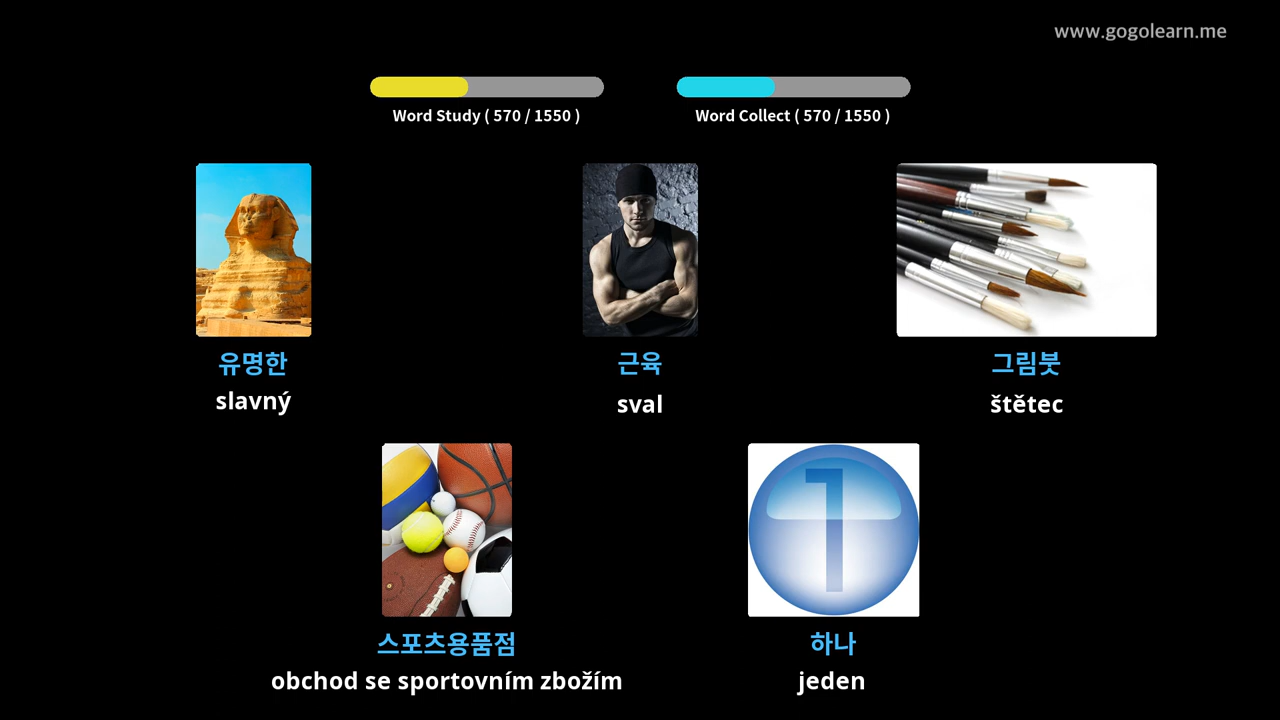 www.gogolearn.me
Word Study ( 570 / 1550 )
Word Collect ( 570 / 1550 )
유명한
slavný
근육
sval
그림붓
štětec
스포츠용품점
obchod se sportovním zbožím
1
하나
jeden